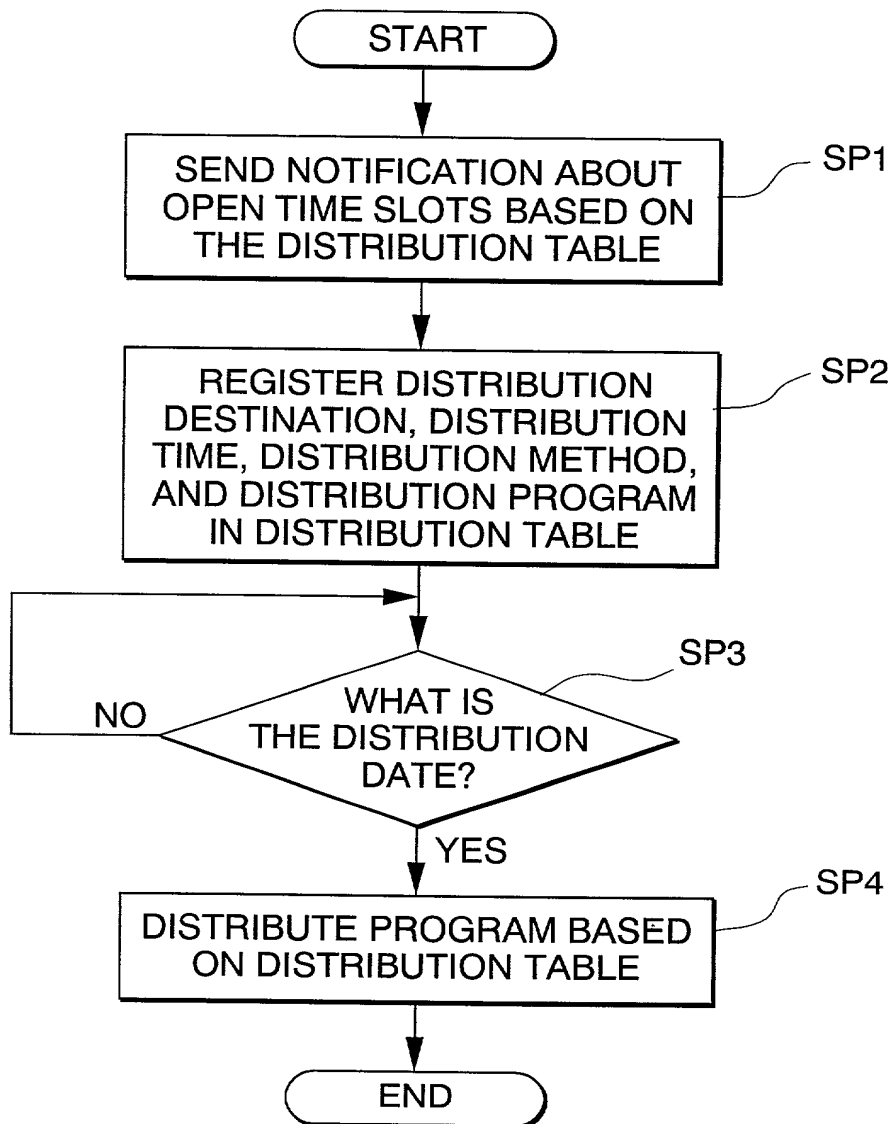 START
SEND NOTIFICATION ABOUT
OPEN TIME SLOTS BASED ON
THE DISTRIBUTION TABLE
SP1
REGISTER DISTRIBUTION
DESTINATION, DISTRIBUTION
TIME, DISTRIBUTION METHOD,
AND DISTRIBUTION PROGRAM
IN DISTRIBUTION TABLE
SP2
WHAT IS
THE DISTRIBUTION
DATE?
SP3
NO
YES
DISTRIBUTE PROGRAM BASED
ON DISTRIBUTION TABLE
SP4
END